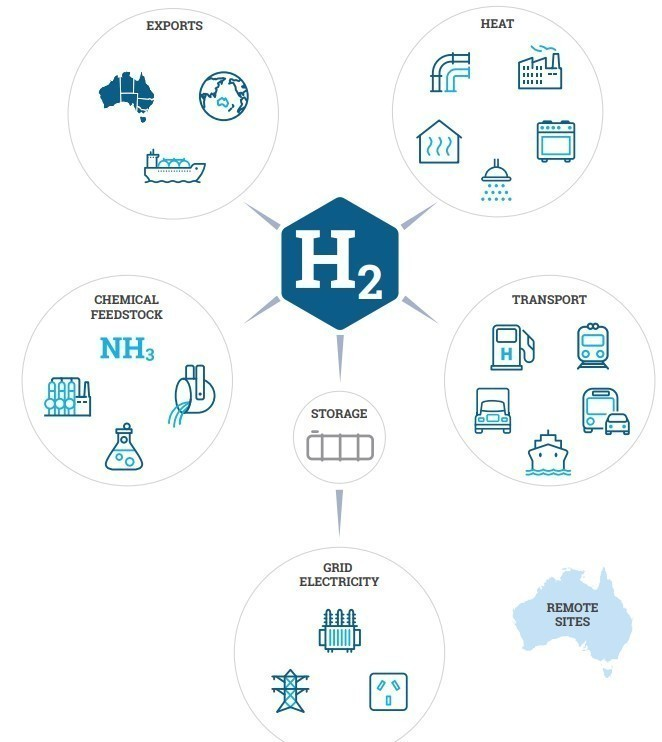 EXPORTS
HEAT
H2
CHEMICAL
FEEDSTOCK
NH3
TRANSPORT
H
STORAGE
GRID
ELECTRICITY
REMOTE
SITES